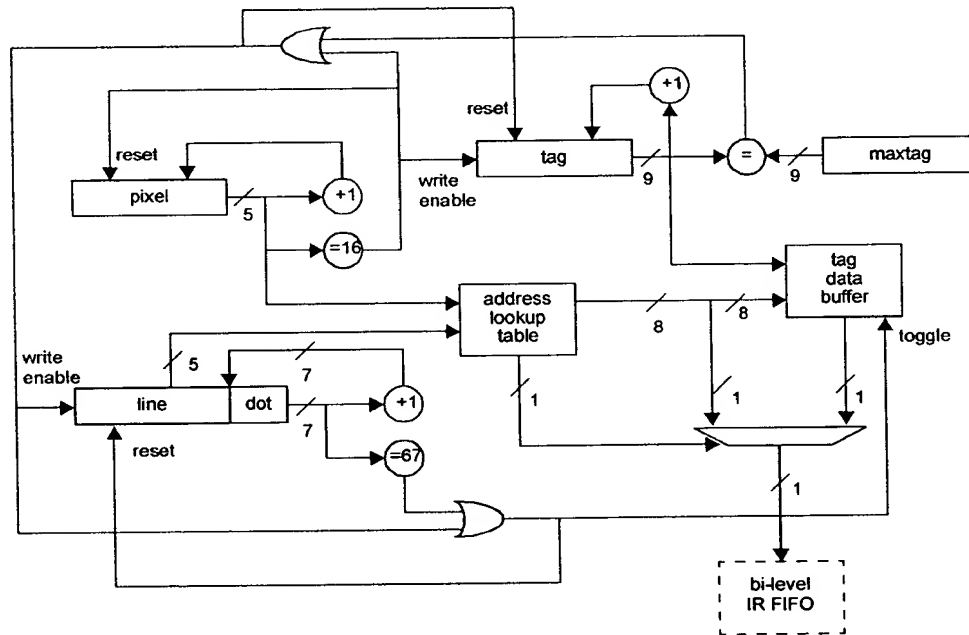 reset
+1
reset
tag
=
maxtag
9
9
write
enable
pixel
+1
5
=16
tag
data
buffer
address
lookup
table
8
8
toggle
write
enable
5
7
1
1
1
line
dot
+1
7
reset
=67
1
bi-level
IR FIFO